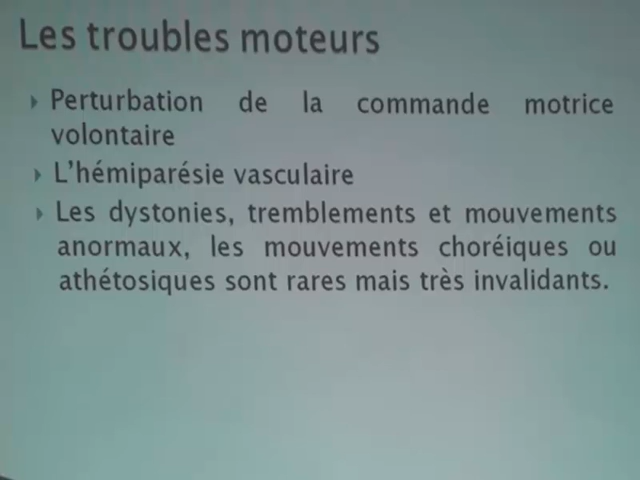 Les troubles moteurs
Perturbation de la commande motrice
volontaire
L'hémiparésie vasculaire
Les dystonies, tremblements et mouvements
anormaux, les mouvements choréiques ou
athétosiques sont rares mais très invalidants.